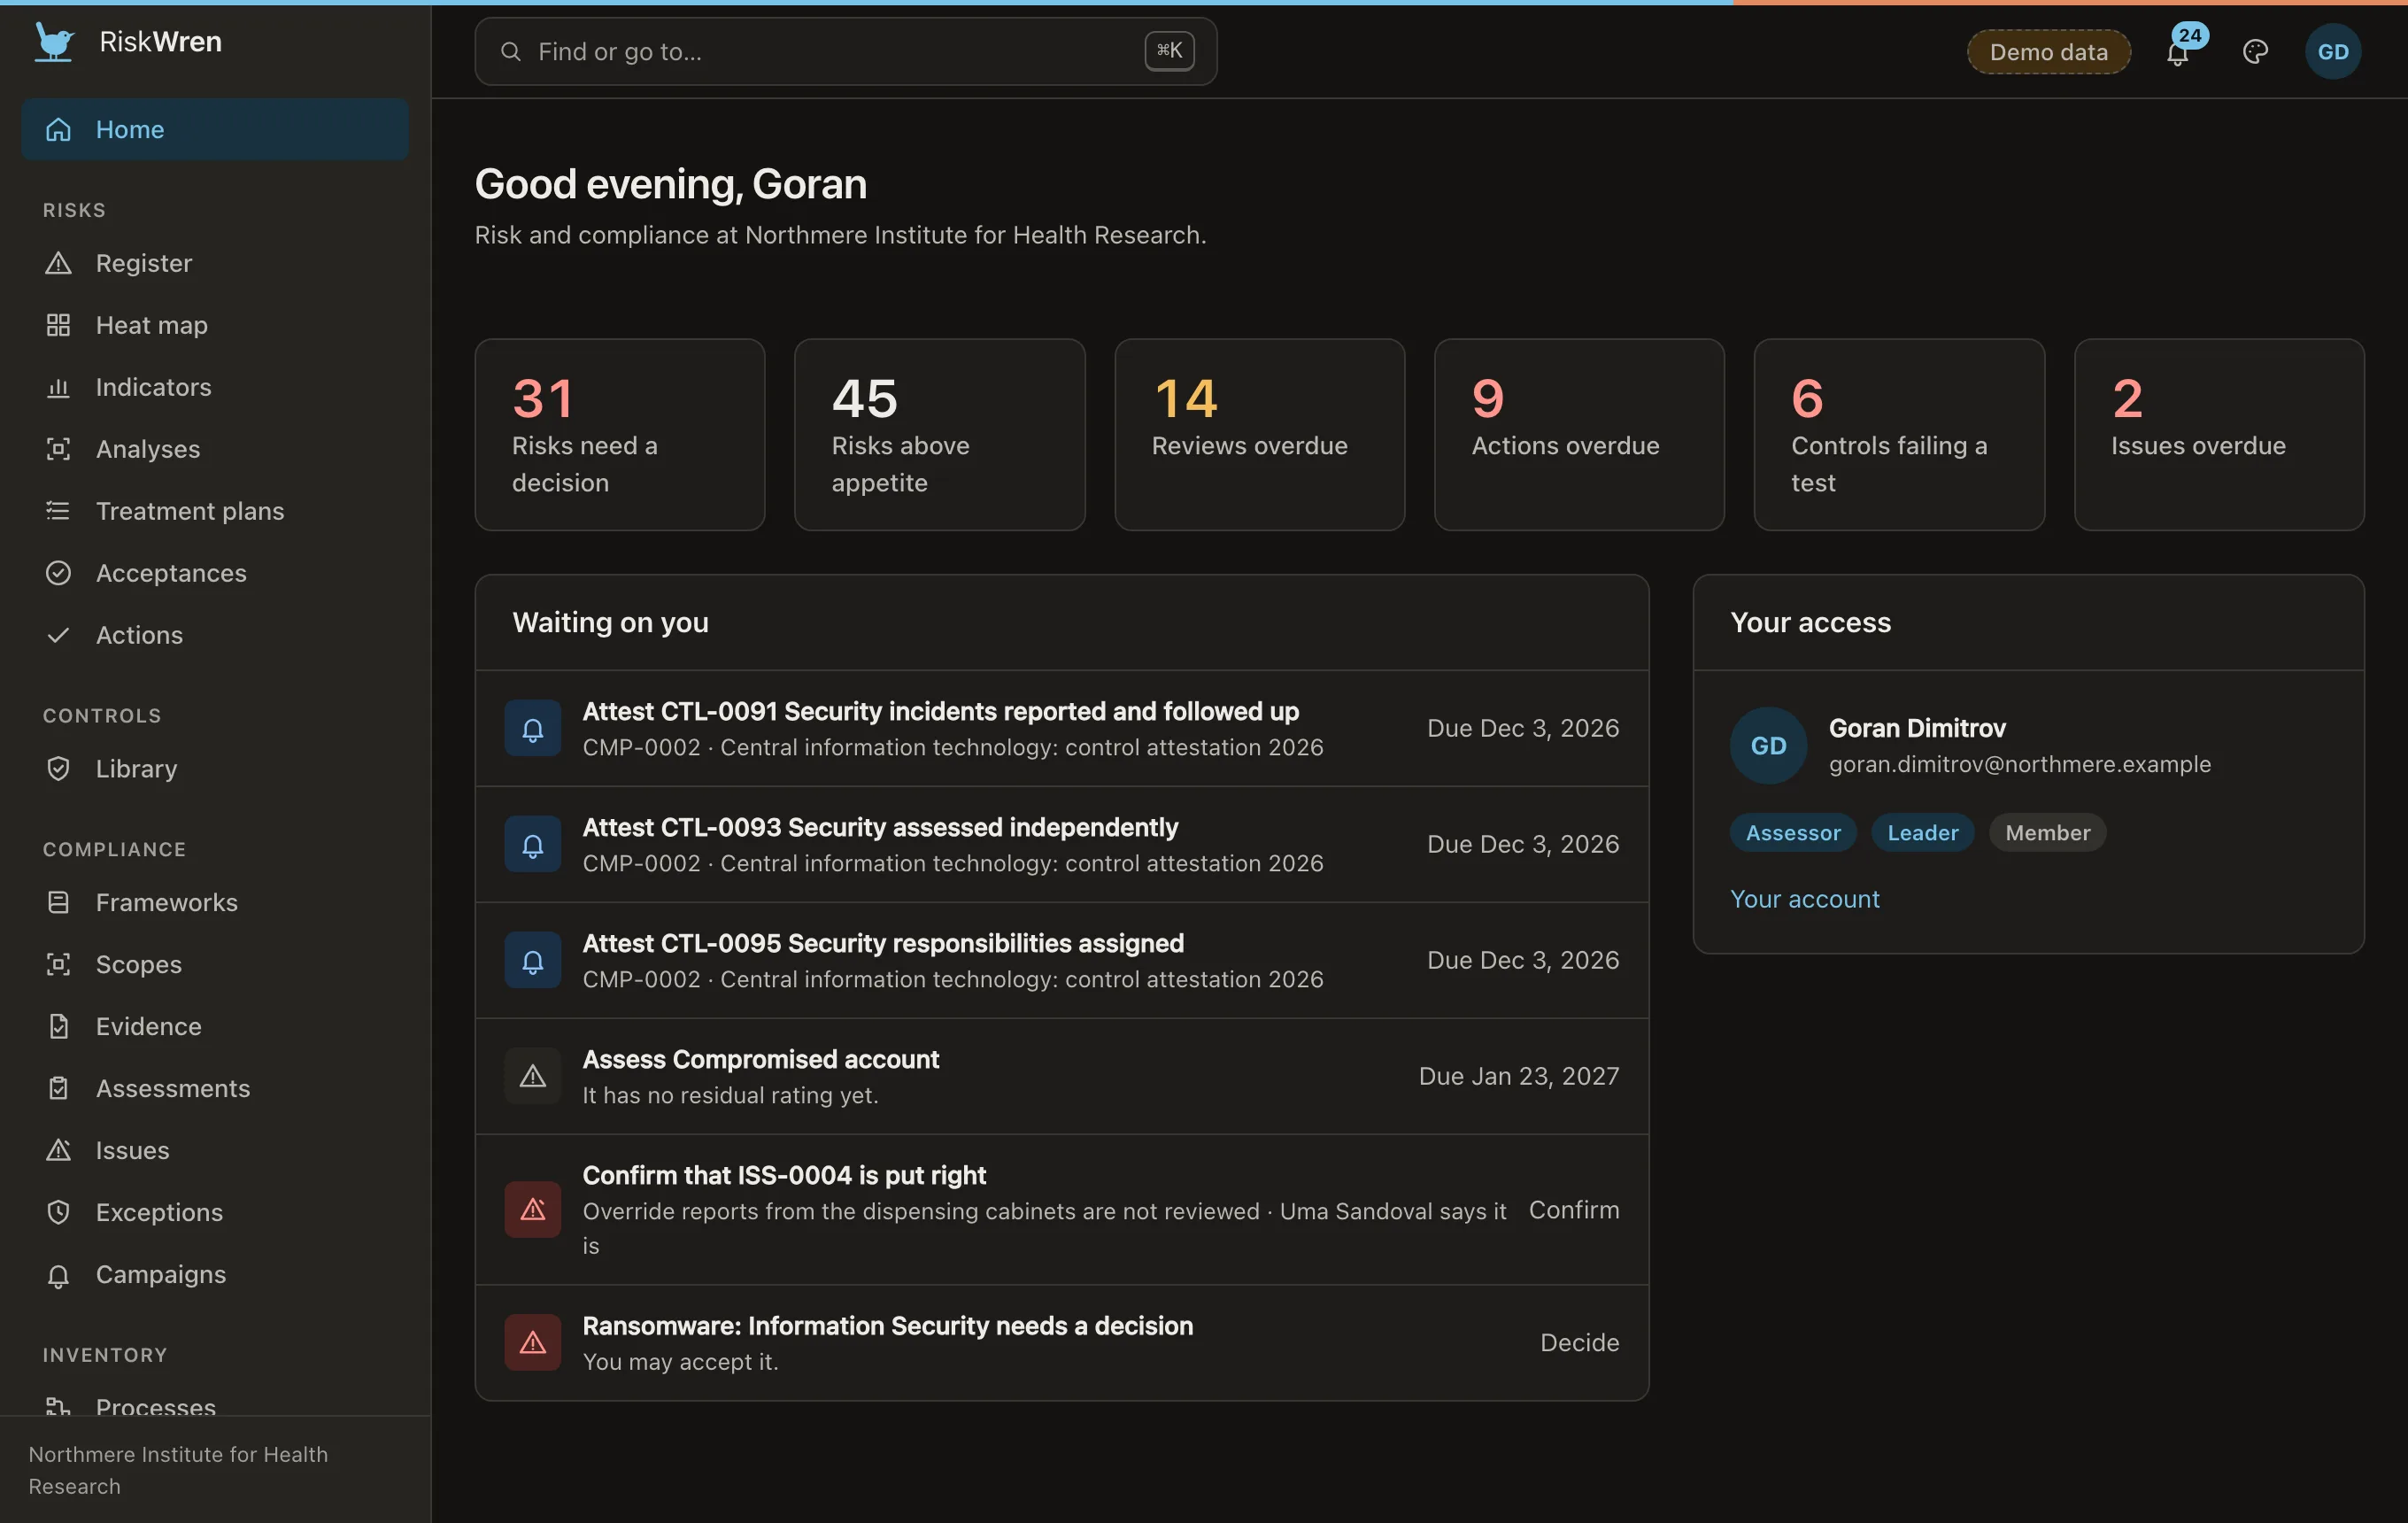 RiskWren
Find or go to...
⌘K
Demo data
24
GD
Home
RISKS
Register
Heat map
Indicators
Analyses
Treatment plans
Acceptances
Actions
CONTROLS
Library
COMPLIANCE
Frameworks
Scopes
Evidence
Assessments
Issues
Exceptions
Campaigns
INVENTORY
Processes
Northmere Institute for Health
Research
Good evening, Goran
Risk and compliance at Northmere Institute for Health Research.
31
Risks need a
decision
45
Risks above
appetite
14
Reviews overdue
9
Actions overdue
6
Controls failing a
test
2
Issues overdue
Waiting on you
Attest CTL-0091 Security incidents reported and followed up
CMP-0002 · Central information technology: control attestation 2026
Due Dec 3, 2026
Attest CTL-0093 Security assessed independently
CMP-0002 · Central information technology: control attestation 2026
Due Dec 3, 2026
Attest CTL-0095 Security responsibilities assigned
CMP-0002 · Central information technology: control attestation 2026
Due Dec 3, 2026
Assess Compromised account
It has no residual rating yet.
Due Jan 23, 2027
Confirm that ISS-0004 is put right
Override reports from the dispensing cabinets are not reviewed · Uma Sandoval says it
is
Confirm
Ransomware: Information Security needs a decision
You may accept it.
Decide
Your access
GD
Goran Dimitrov
goran.dimitrov@northmere.example
Assessor
Leader
Member
Your account